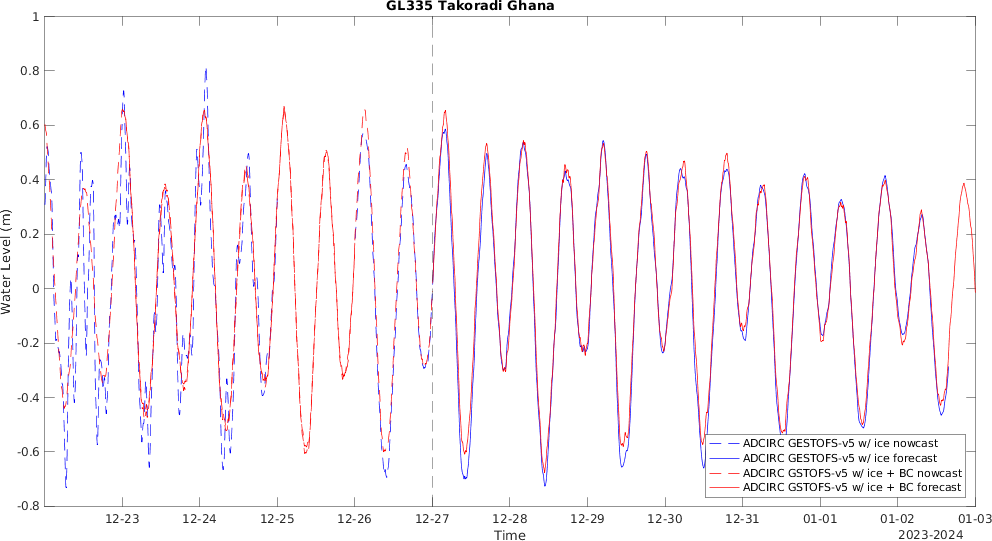 GL335 Takoradi Ghana
1
0.8
0.6
0.4
0.2
0
-0.2
-0.4
-0.6
-0.8
Water Level (m)
ADCIRC GESTOFS-v5 w/ ice nowcast
ADCIRC GESTOFS-v5 w/ ice forecast
ADCIRC GSTOFS-v5 w/ ice + BC nowcast
ADCIRC GSTOFS-v5 w/ ice + BC forecast
12-23 12-24 12-25 12-26 12-27 12-28 12-29 12-30 12-31 01-01 01-02 01-03
Time
2023-2024